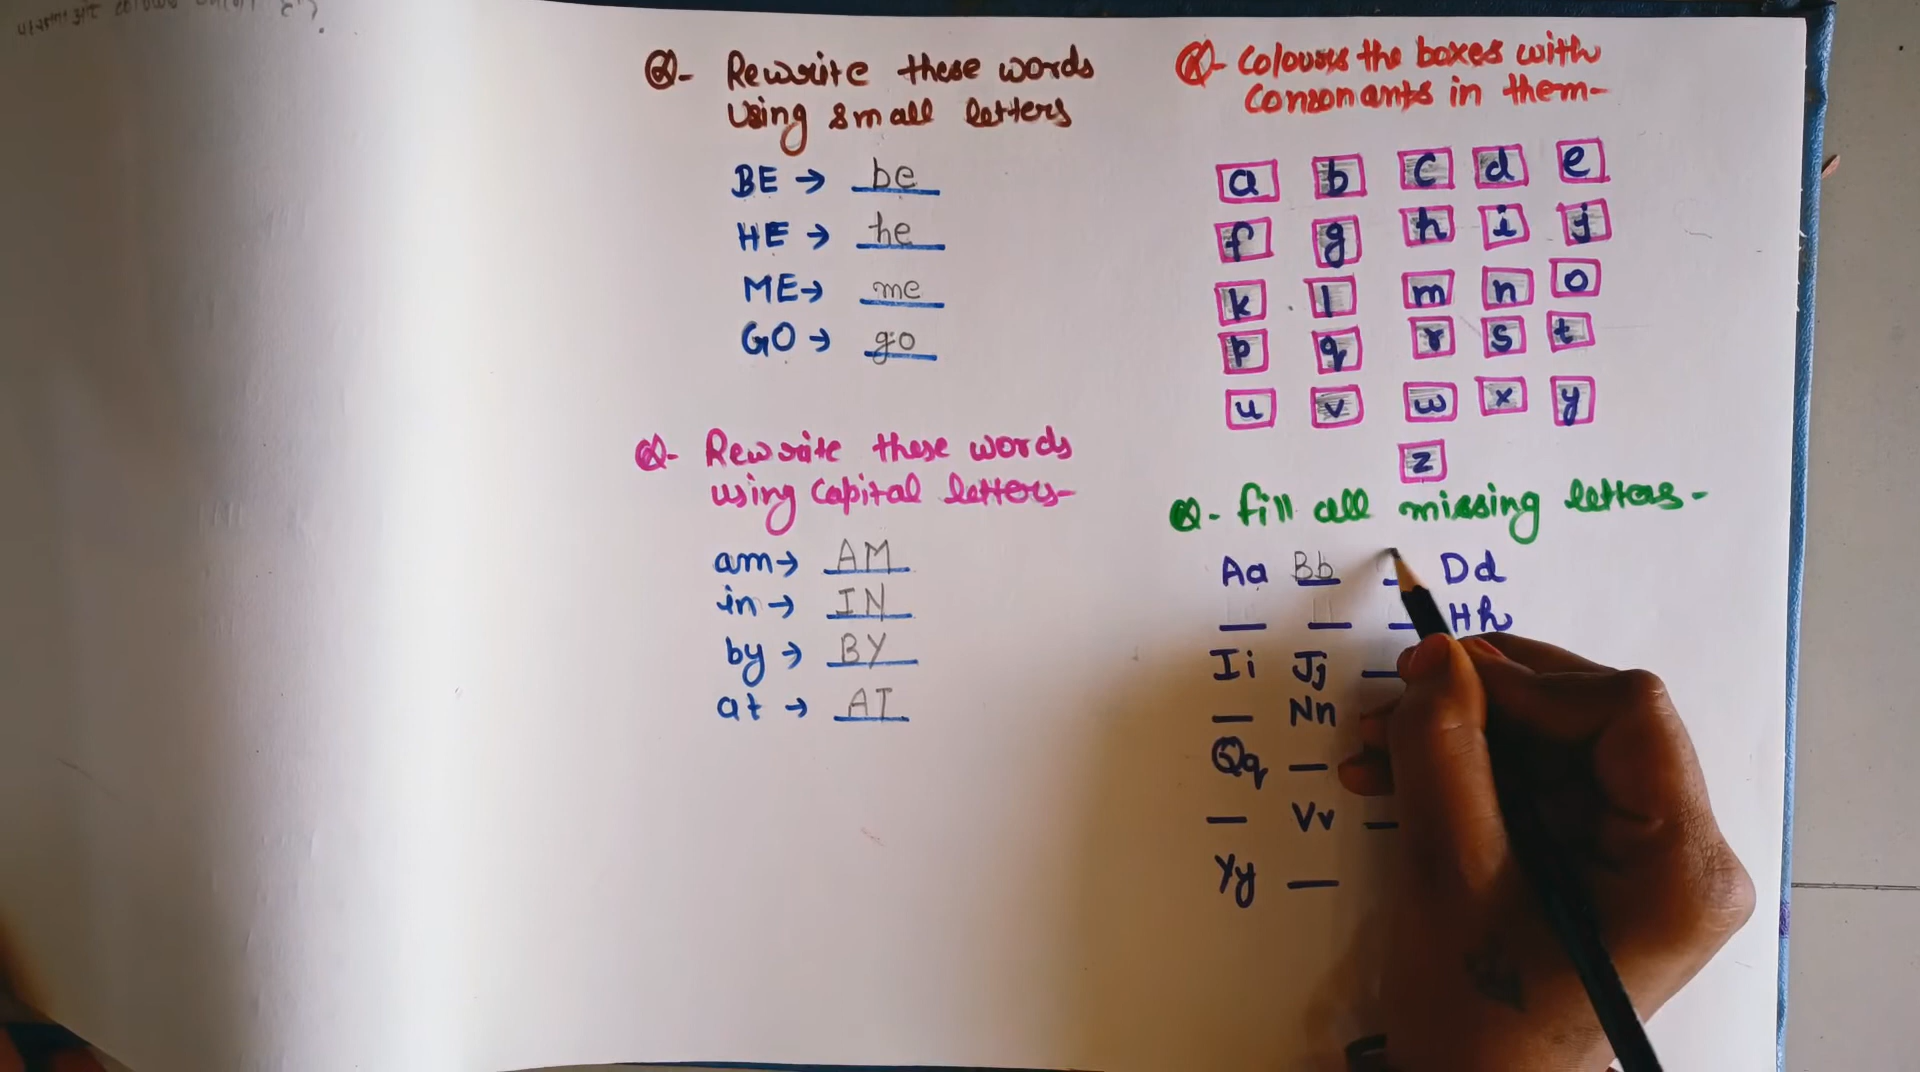 Q- Rewrite these words
using small letters
BE → be
HE → he
ME → me
GO → go
Q- Rewrite these words
using capital letters-
am → AM
in → IN
by → BY
at → AT
Q- Colours the boxes with
consonants in them-
a b c d e
f g h i j
k l m n o
p q r s t
u v w x y
z
Q- fill all missing letters-
Aa Bb _ Dd
_ _ _ Hh
Ii Jj _
_ Nn
Qq _
_ Vv _
Yy _